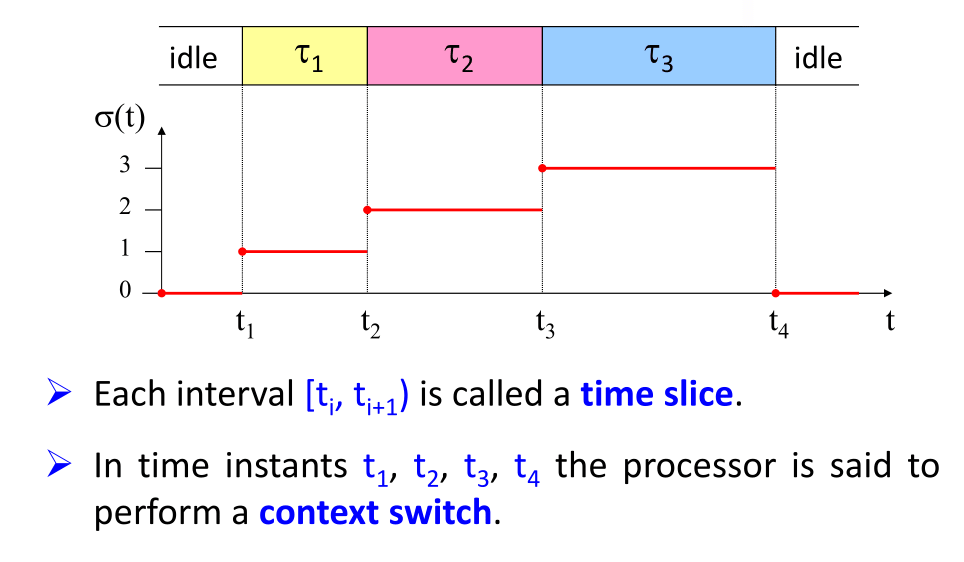 idle τ1 τ2 τ3 idle
σ(t)
3
2
1
0
t1 t2 t3 t4 t
➢ Each interval [ti, ti+1) is called a time slice.
➢ In time instants t1, t2, t3, t4 the processor is said to
perform a context switch.